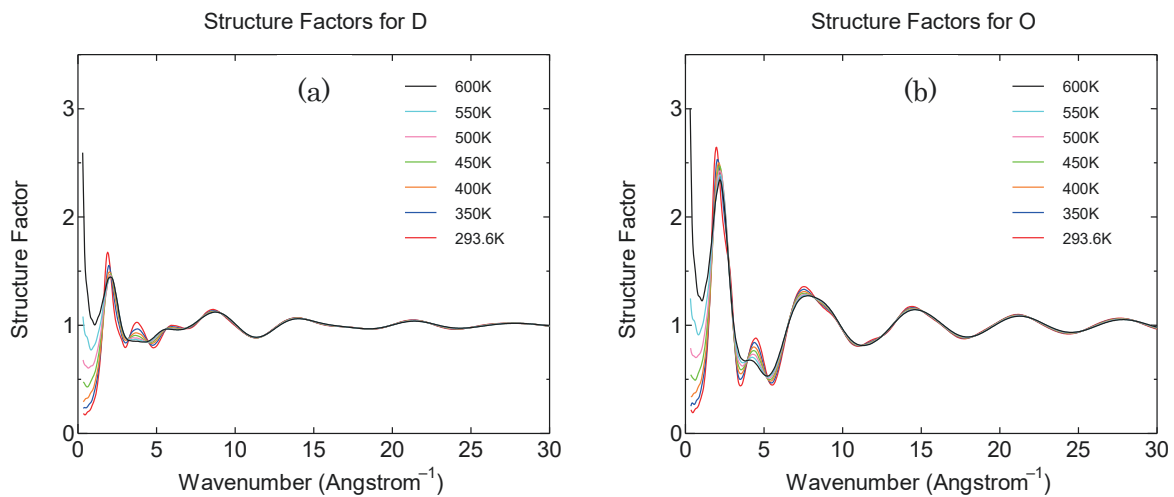 Structure Factors for D
(a)
600K
550K
500K
450K
400K
350K
293.6K
3
2
1
0
Structure Factor
0 5 10 15 20 25 30
Wavenumber (Angstrom⁻¹)
Structure Factors for O
(b)
600K
550K
500K
450K
400K
350K
293.6K
3
2
1
0
Structure Factor
0 5 10 15 20 25 30
Wavenumber (Angstrom⁻¹)